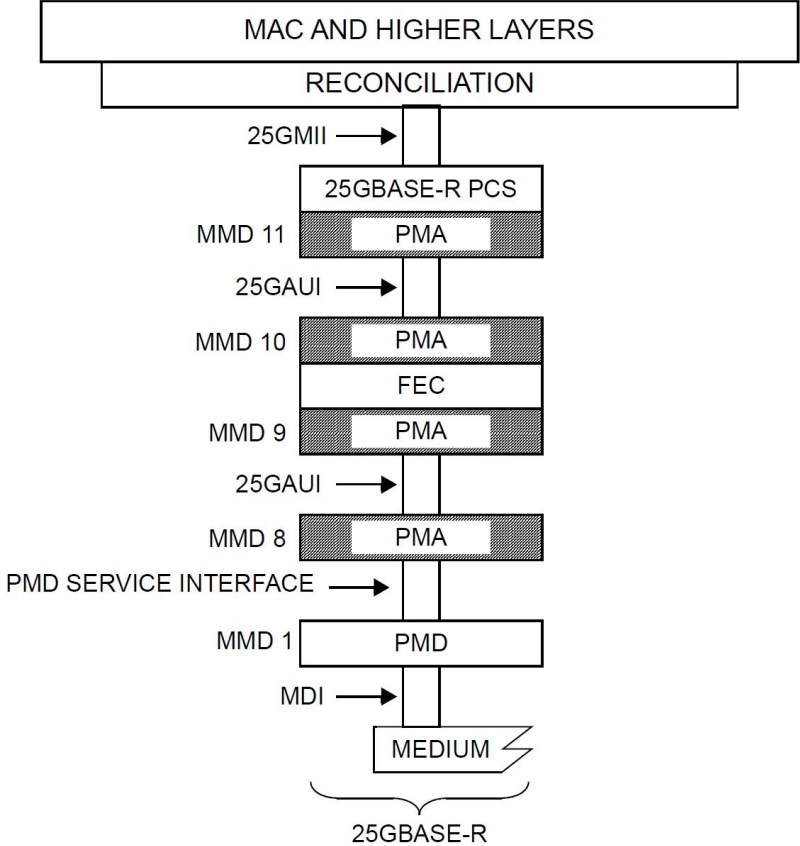 MAC AND HIGHER LAYERS
RECONCILIATION
25GMII
25GBASE-R PCS
MMD 11
PMA
25GAUI
MMD 10
PMA
FEC
MMD 9
PMA
25GAUI
MMD 8
PMA
PMD SERVICE INTERFACE
MMD 1
PMD
MDI
MEDIUM
25GBASE-R